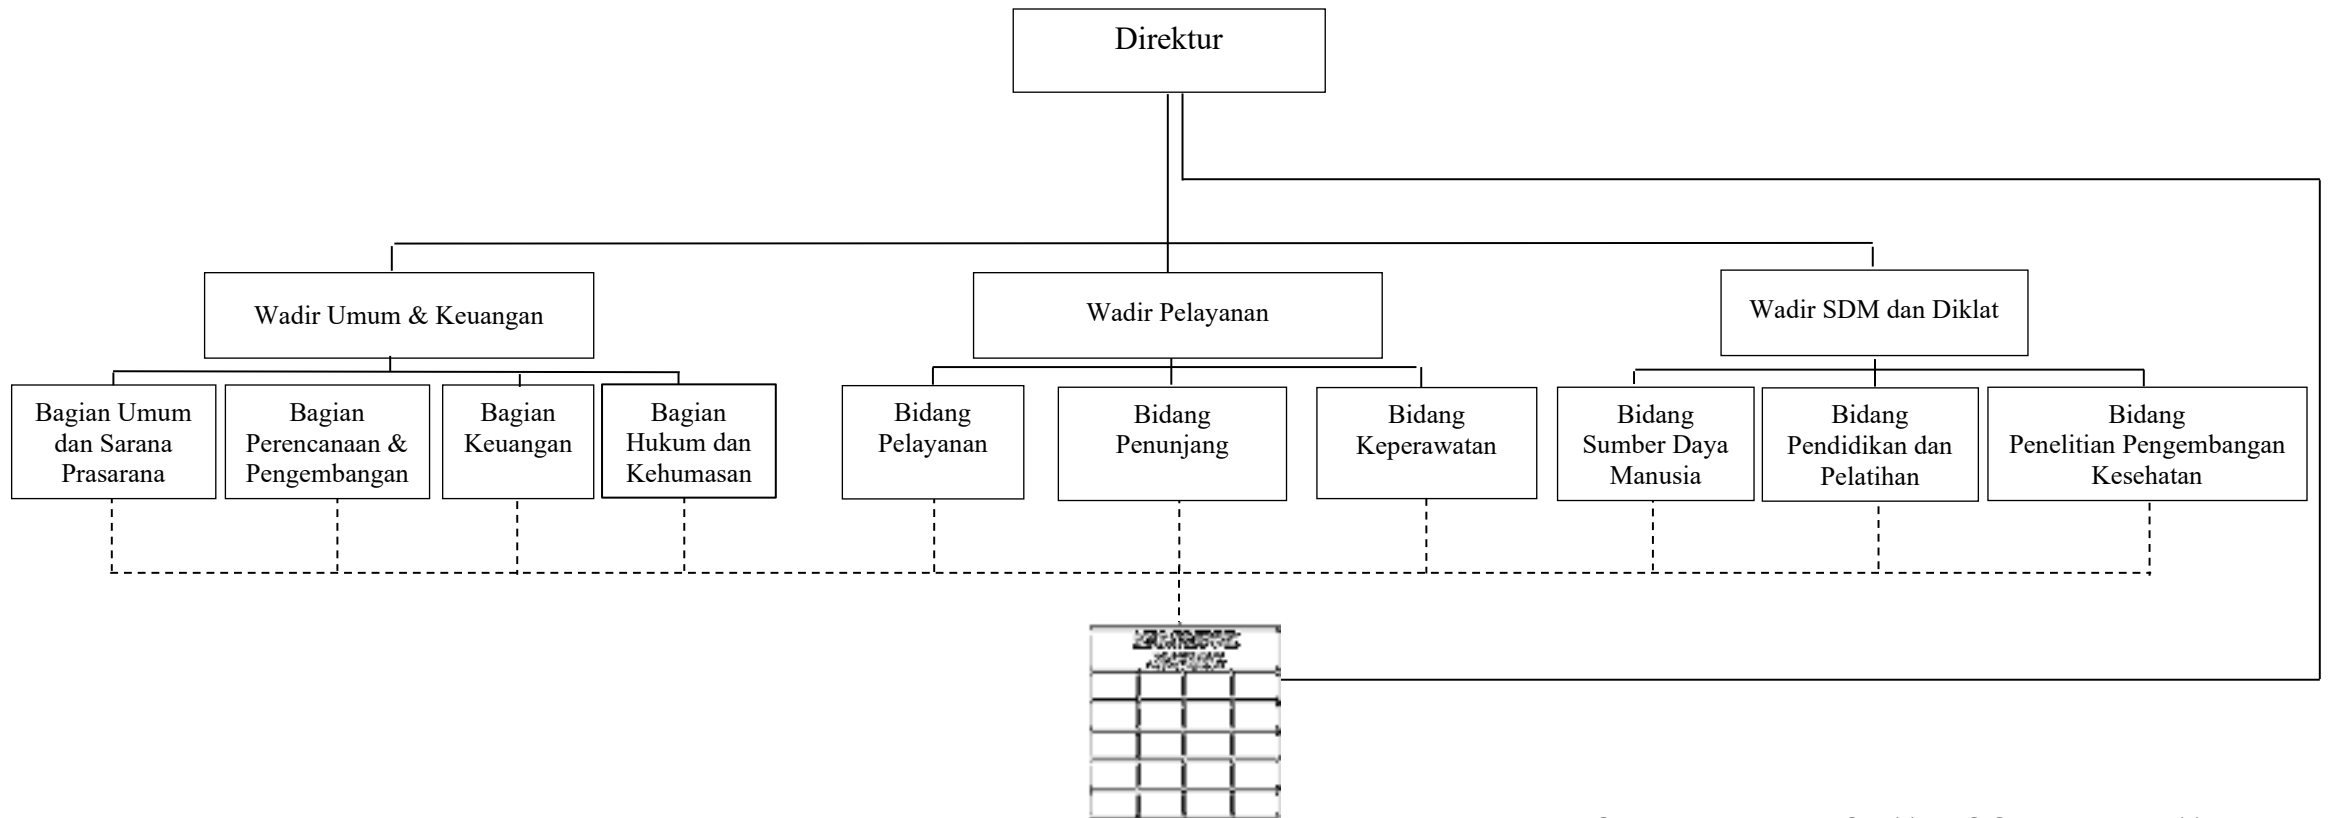 Direktur
Wadir Umum & Keuangan
Wadir Pelayanan
Wadir SDM dan Diklat
Bagian Umum
dan Sarana
Prasarana
Bagian
Perencanaan &
Pengembangan
Bagian
Keuangan
Bagian
Hukum dan
Kehumasan
Bidang
Pelayanan
Bidang
Penunjang
Bidang
Keperawatan
Bidang
Sumber Daya
Manusia
Bidang
Pendidikan dan
Pelatihan
Bidang
Penelitian Pengembangan
Kesehatan